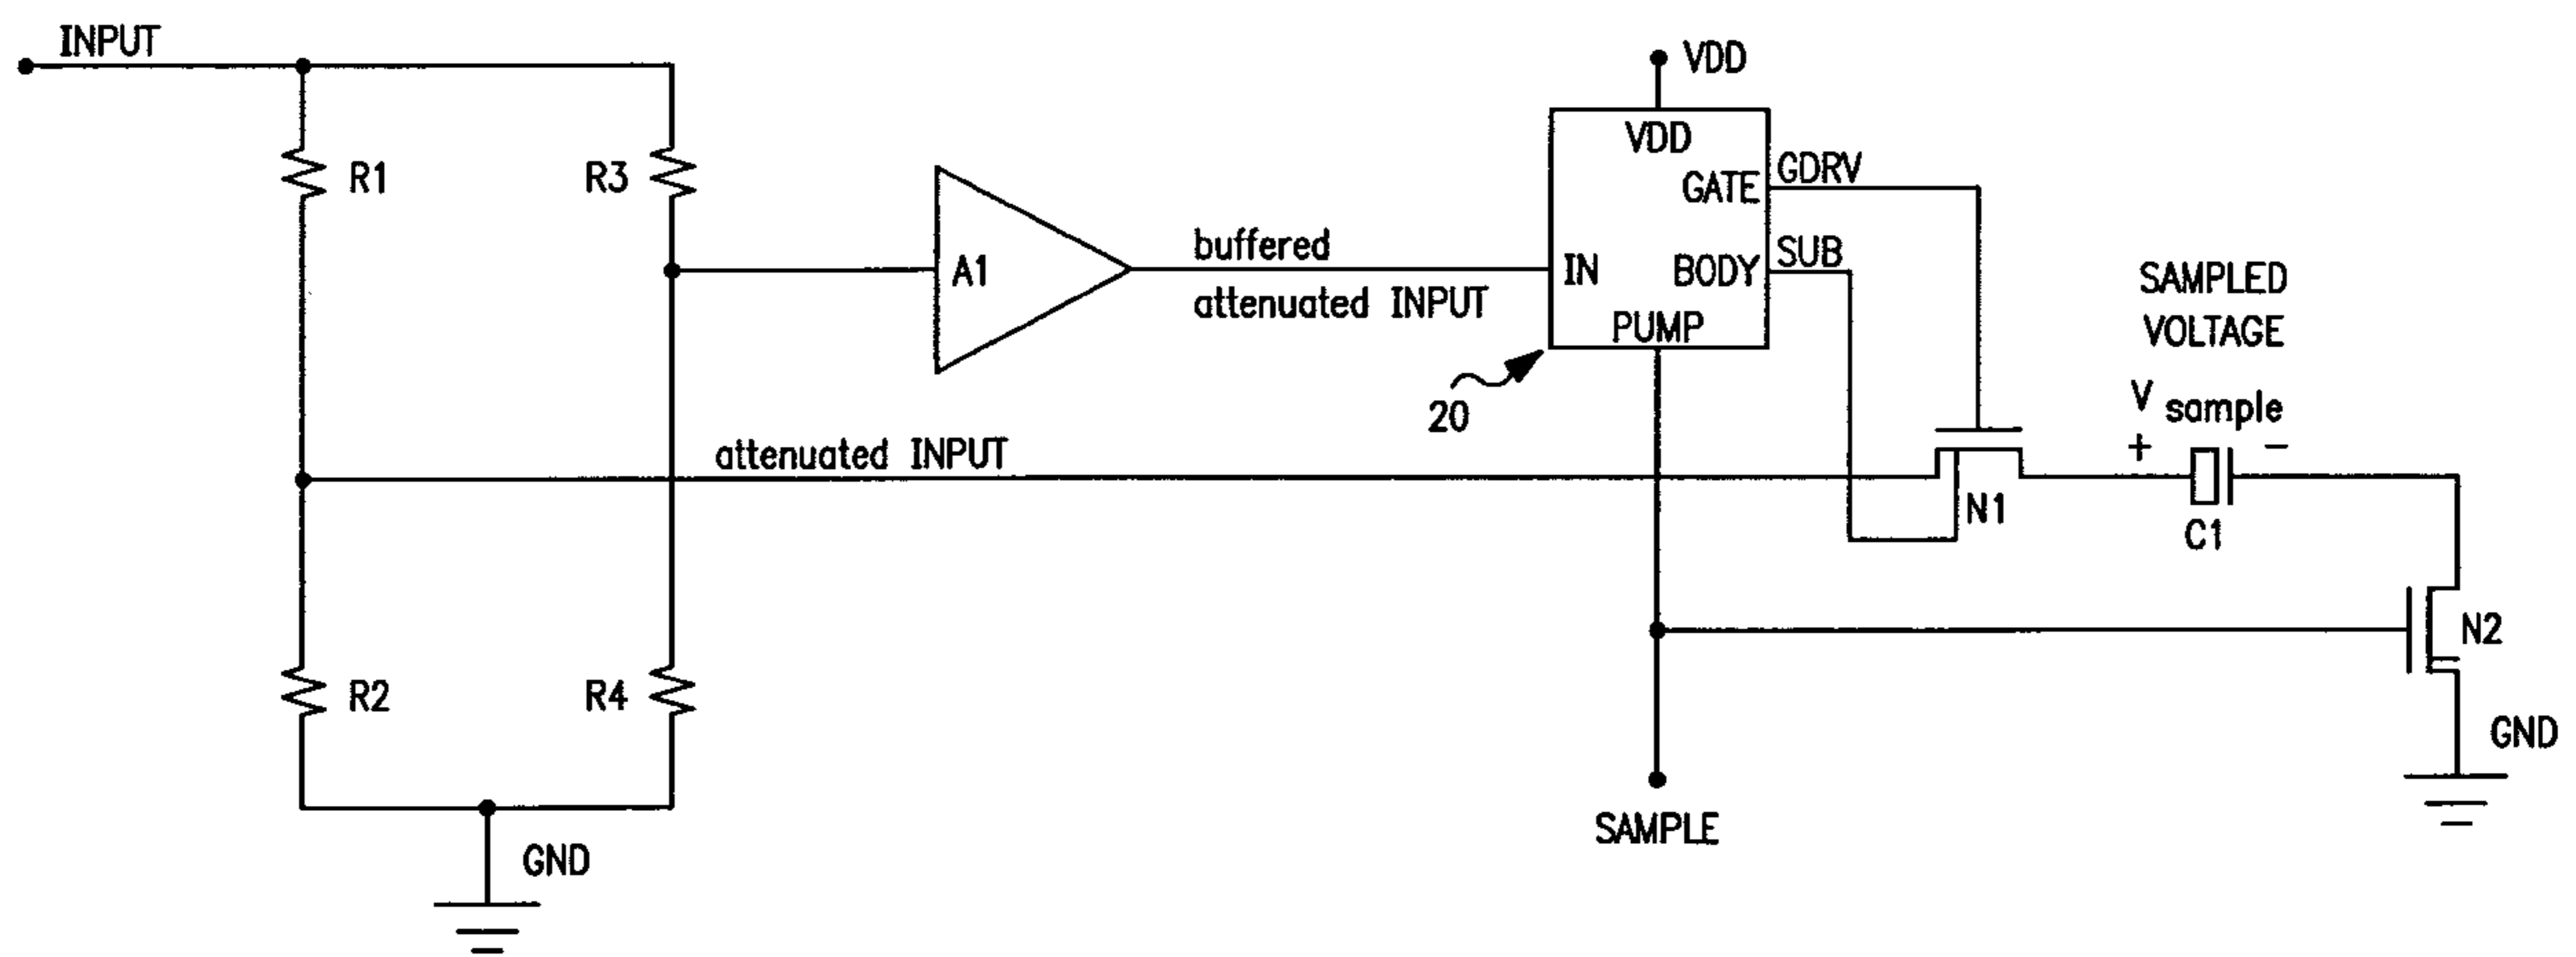 INPUT
VDD
VDD
R1
R3
GATE
GDRV
A1
buffered
attenuated INPUT
IN
BODY
SUB
PUMP
20
SAMPLED
VOLTAGE
V sample
+ −
attenuated INPUT
N1
C1
N2
R2
R4
GND
SAMPLE
GND